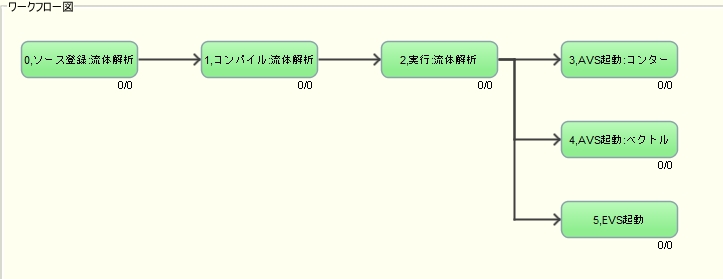 ワークフロー図
0,ソース登録:流体解析
0/0
1,コンパイル:流体解析
0/0
2,実行:流体解析
0/0
3,AVS起動:コンター
0/0
4,AVS起動:ベクトル
0/0
5,EVS起動
0/0